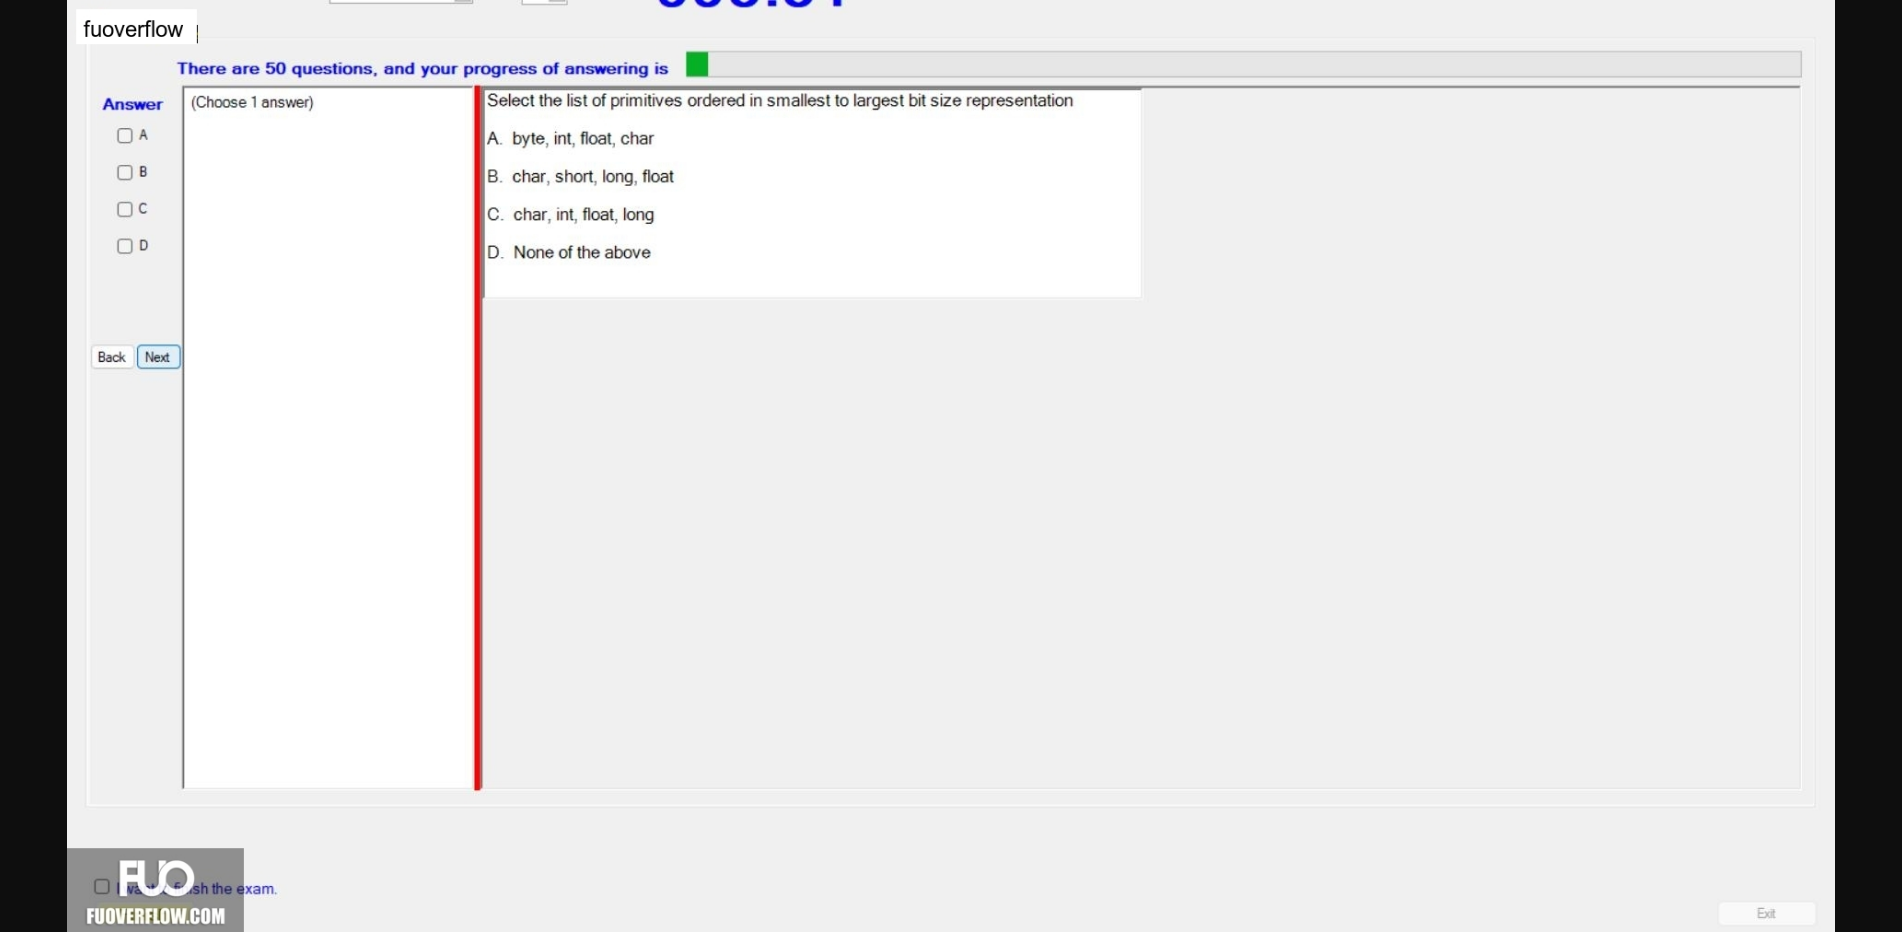 fuoverflow
There are 50 questions, and your progress of answering is
Answer
(Choose 1 answer)
A
B
C
D
Back
Next
Select the list of primitives ordered in smallest to largest bit size representation
A. byte, int, float, char
B. char, short, long, float
C. char, int, float, long
D. None of the above
FUO
the exam.
FUOVERFLOW.COM
Exit